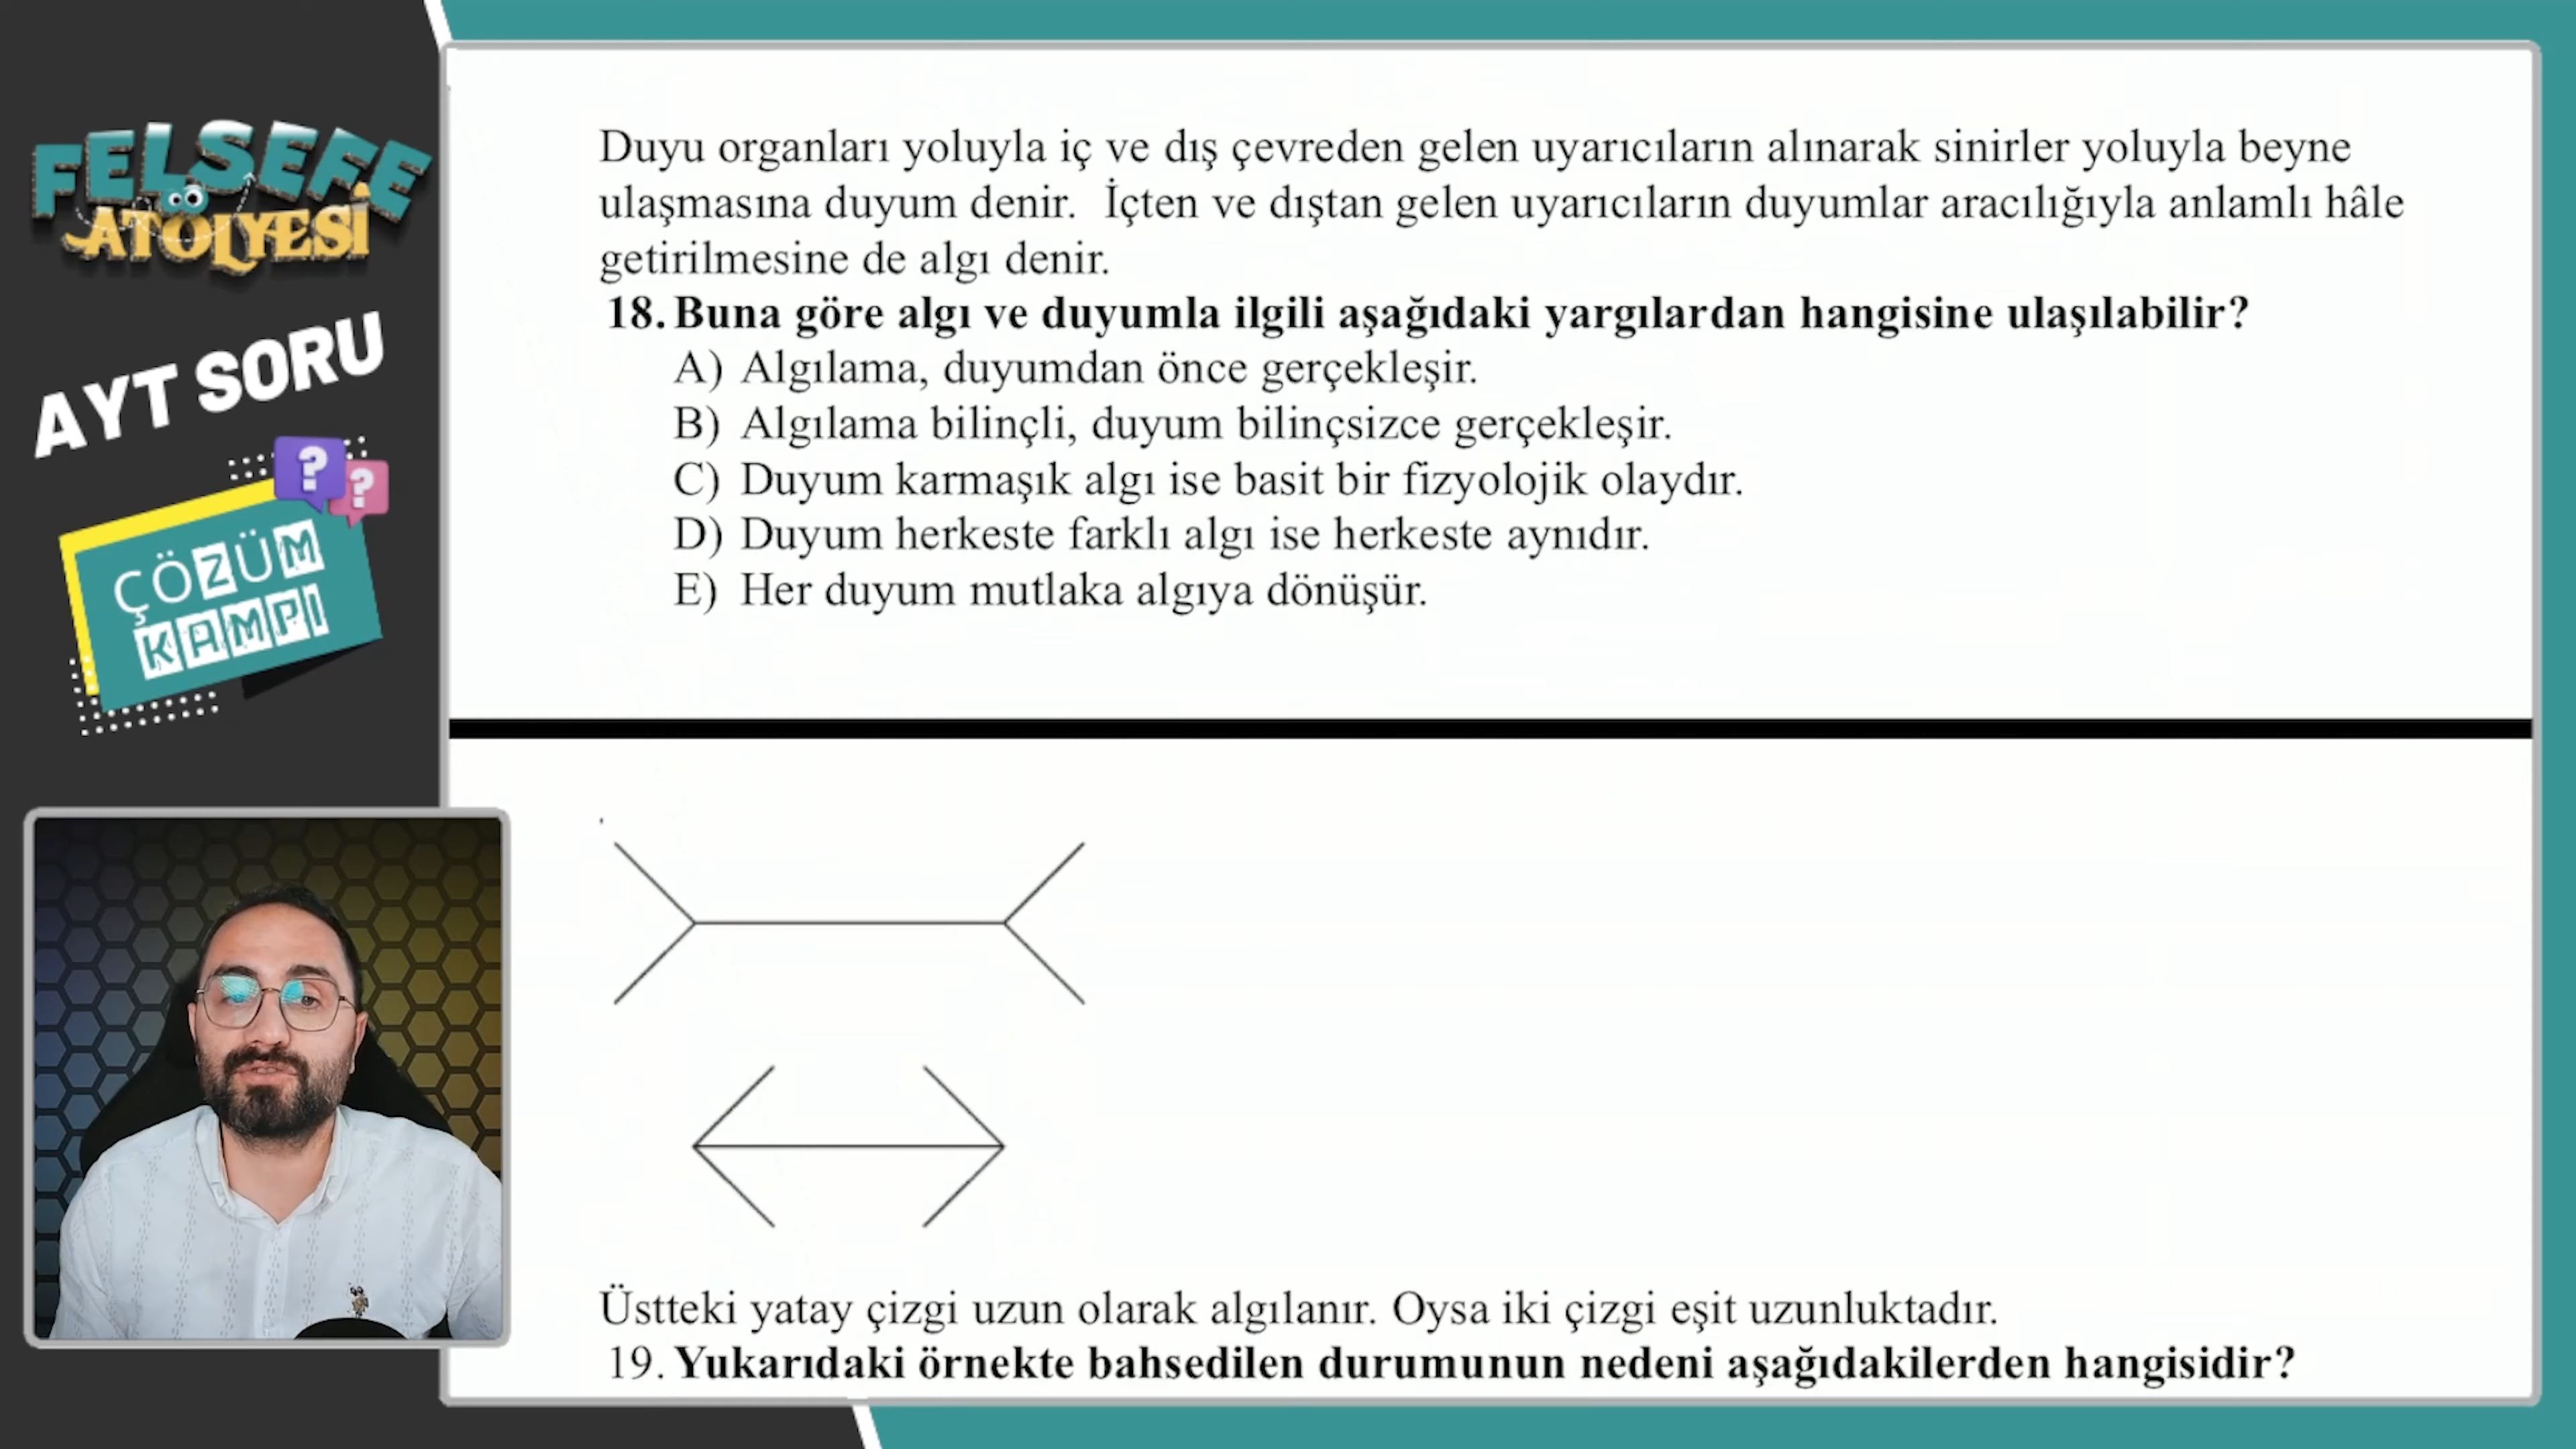 FELSEFE
ATÖLYESİ
AYT SORU
? ?
ÇÖZÜM
KAMPI
Duyu organları yoluyla iç ve dış çevreden gelen uyarıcıların alınarak sinirler yoluyla beyne
ulaşmasına duyum denir. İçten ve dıştan gelen uyarıcıların duyumlar aracılığıyla anlamlı hâle
getirilmesine de algı denir.
18. Buna göre algı ve duyumla ilgili aşağıdaki yargılardan hangisine ulaşılabilir?
A) Algılama, duyumdan önce gerçekleşir.
B) Algılama bilinçli, duyum bilinçsizce gerçekleşir.
C) Duyum karmaşık algı ise basit bir fizyolojik olaydır.
D) Duyum herkeste farklı algı ise herkeste aynıdır.
E) Her duyum mutlaka algıya dönüşür.
Üstteki yatay çizgi uzun olarak algılanır. Oysa iki çizgi eşit uzunluktadır.
19. Yukarıdaki örnekte bahsedilen durumunun nedeni aşağıdakilerden hangisidir?